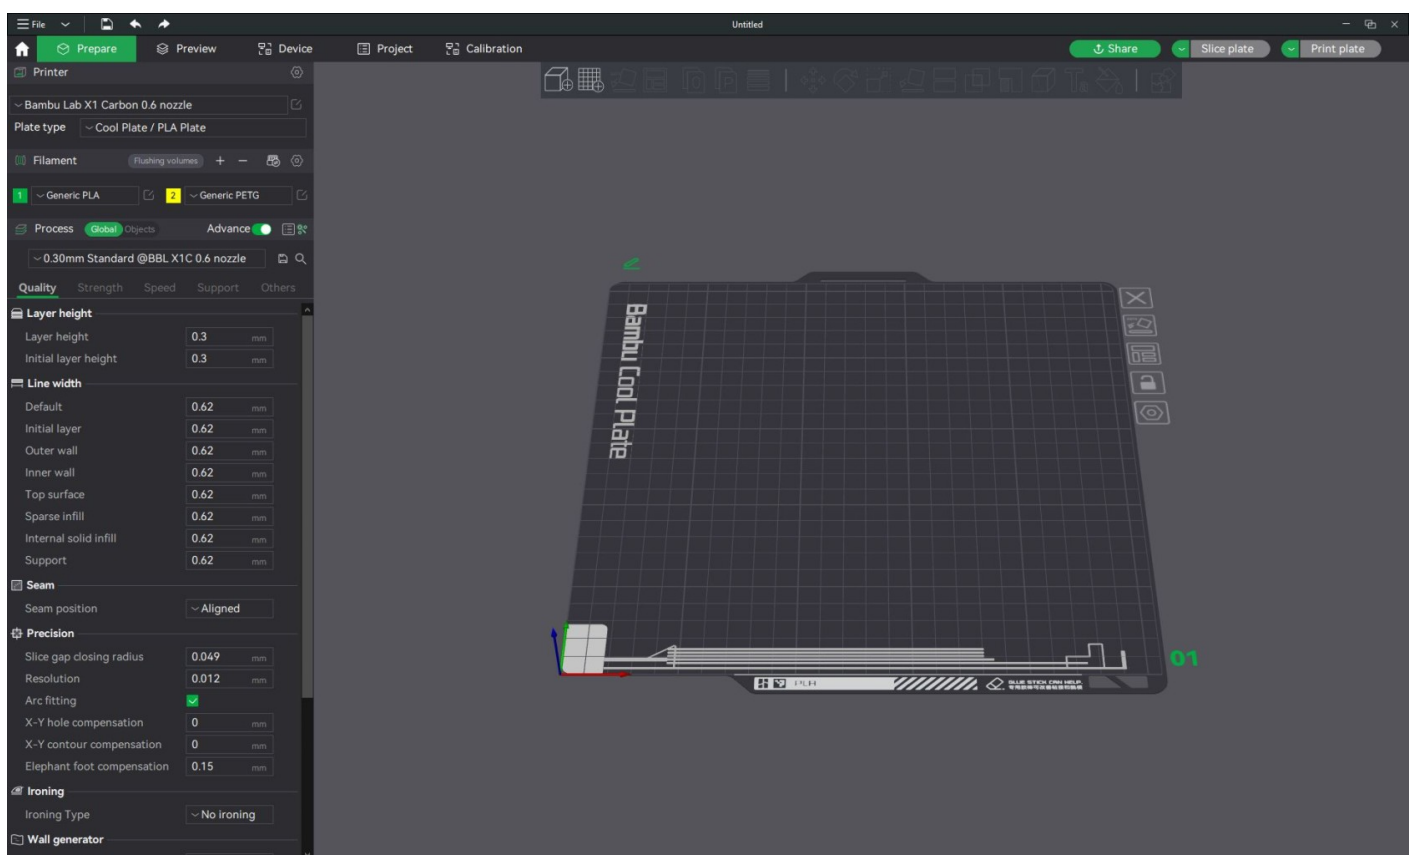 File
Untitled
Prepare
Preview
Device
Project
Calibration
Share
Slice plate
Print plate
Printer
Bambu Lab X1 Carbon 0.6 nozzle
Plate type
Cool Plate / PLA Plate
Filament
Flushing volumes
1
Generic PLA
2
Generic PETG
Process
Global
Objects
Advance
0.30mm Standard @BBL X1C 0.6 nozzle
Quality
Strength
Speed
Support
Others
Layer height
Layer height 0.3 mm
Initial layer height 0.3 mm
Line width
Default 0.62 mm
Initial layer 0.62 mm
Outer wall 0.62 mm
Inner wall 0.62 mm
Top surface 0.62 mm
Sparse infill 0.62 mm
Internal solid infill 0.62 mm
Support 0.62 mm
Seam
Seam position Aligned
Precision
Slice gap closing radius 0.049 mm
Resolution 0.012 mm
Arc fitting
X-Y hole compensation 0 mm
X-Y contour compensation 0 mm
Elephant foot compensation 0.15 mm
Ironing
Ironing Type No ironing
Wall generator
Bambu Cool Plate
01
PLA
GLUE STICK CAN HELP.